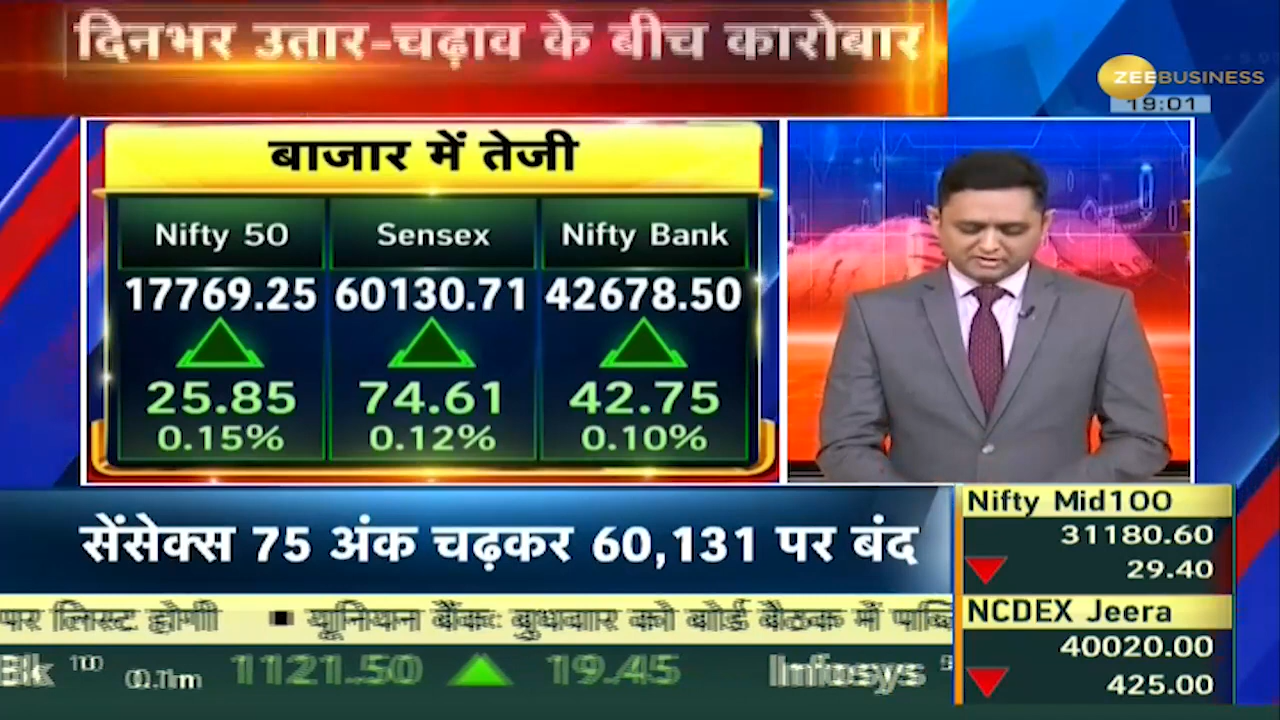 दिनभर उतार-चढ़ाव के बीच कारोबार
ZEEBUSINESS
19:01
बाजार में तेजी
Nifty 50 Sensex Nifty Bank
17769.25 60130.71 42678.50
25.85 74.61 42.75
0.15% 0.12% 0.10%
सेंसेक्स 75 अंक चढ़कर 60,131 पर बंद
Nifty Mid100
31180.60
29.40
NCDEX Jeera
40020.00
425.00
पर लिस्ट होगी ■ यूनियन बैंक: बुधवार को बोर्ड बैठक में
Bk 1121.50 19.45 Infosys